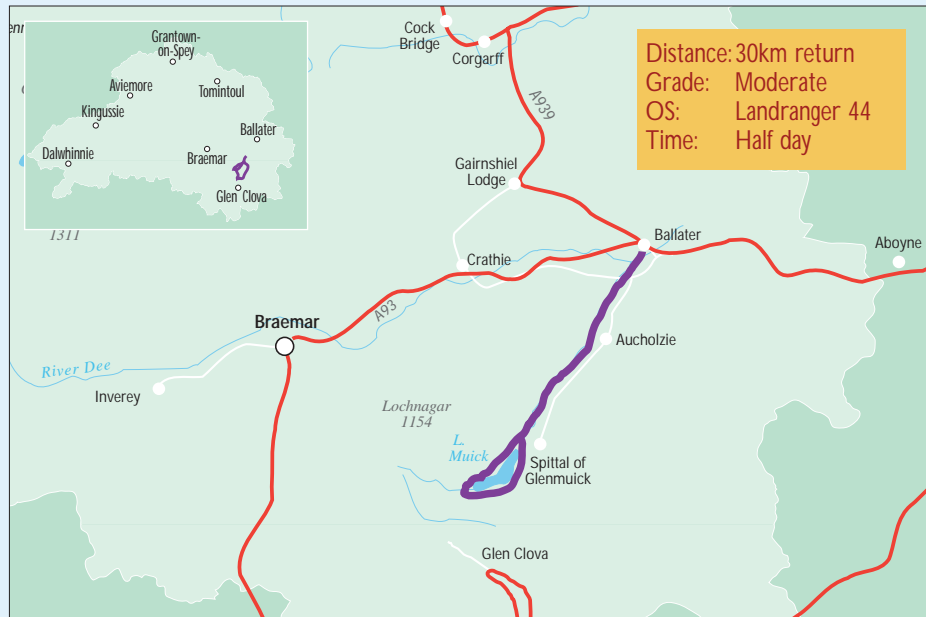 Cock
Bridge
Corgarff
A939
Grantown-
on-Spey
Aviemore
Tomintoul
Kingussie
Ballater
Dalwhinnie
Braemar
Glen Clova
Distance: 30km return
Grade: Moderate
OS: Landranger 44
Time: Half day
Gairnshiel
Lodge
1311
Ballater
Aboyne
Crathie
A93
Braemar
Aucholzie
River Dee
Inverey
Lochnagar
1154
L.
Muick
Spittal of
Glenmuick
Glen Clova